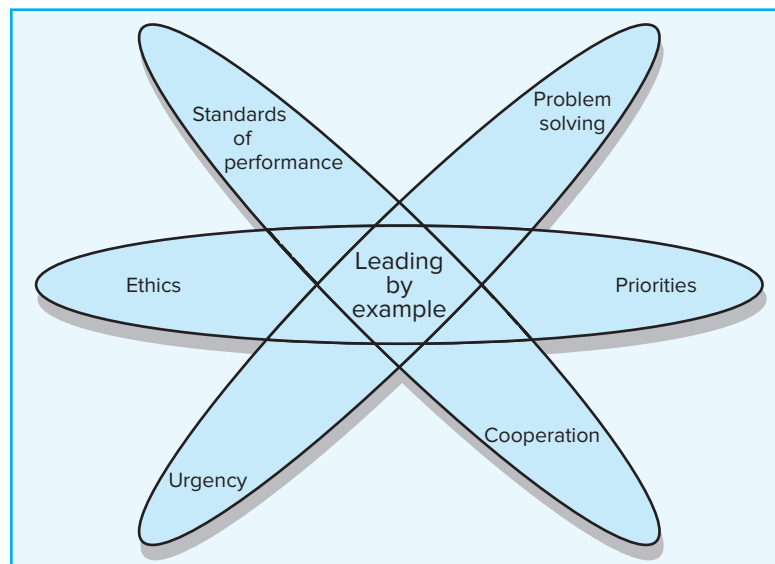 Standards
of
performance
Problem
solving
Ethics
Leading
by
example
Priorities
Urgency
Cooperation